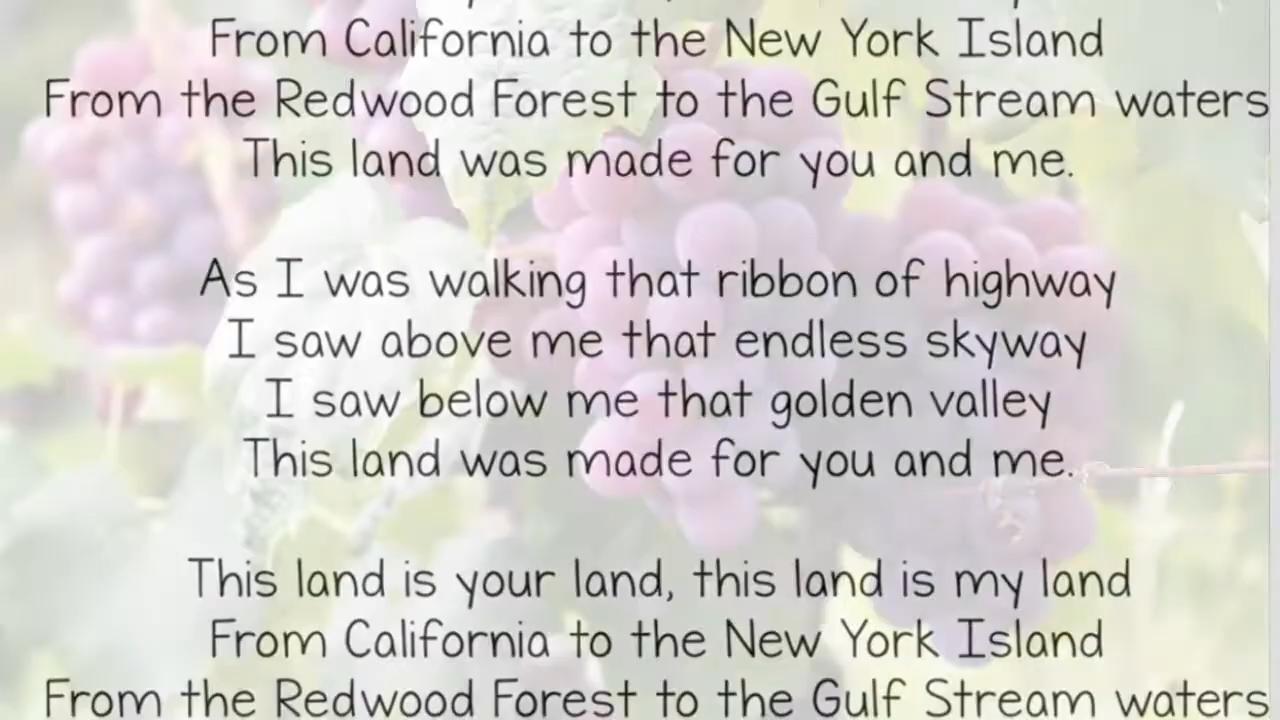 From California to the New York Island
From the Redwood Forest to the Gulf Stream waters
This land was made for you and me.
As I was walking that ribbon of highway
I saw above me that endless skyway
I saw below me that golden valley
This land was made for you and me.
This land is your land, this land is my land
From California to the New York Island
From the Redwood Forest to the Gulf Stream waters